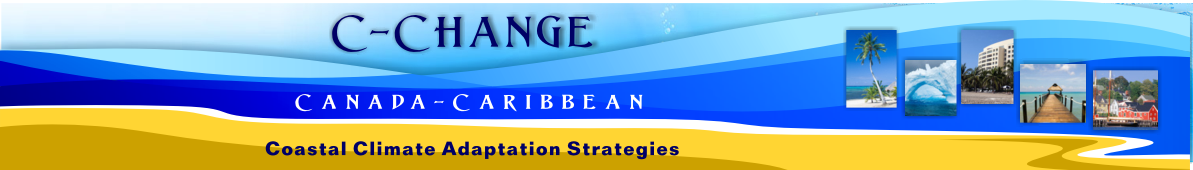 C-CHANGE
CANADA-CARIBBEAN
Coastal Climate Adaptation Strategies